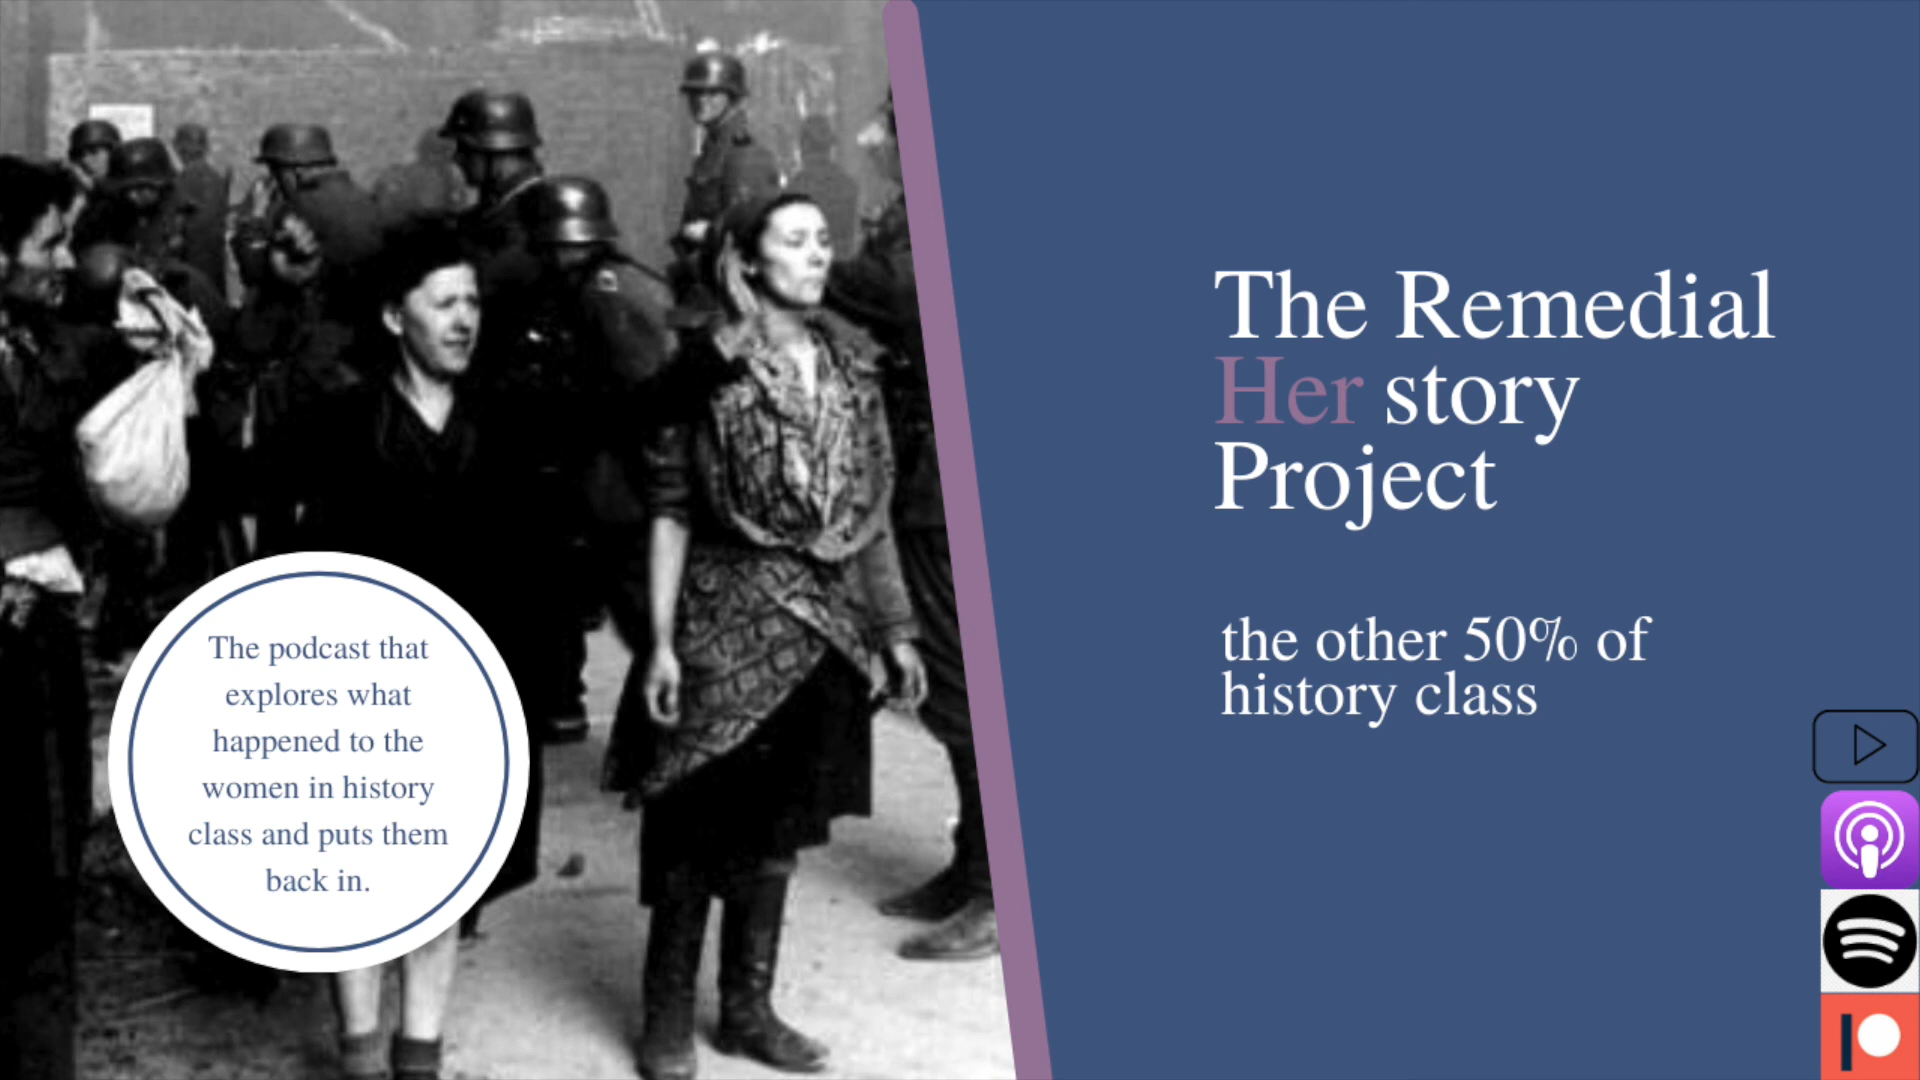 The Remedial
Her story
Project
the other 50% of
history class
The podcast that
explores what
happened to the
women in history
class and puts them
back in.